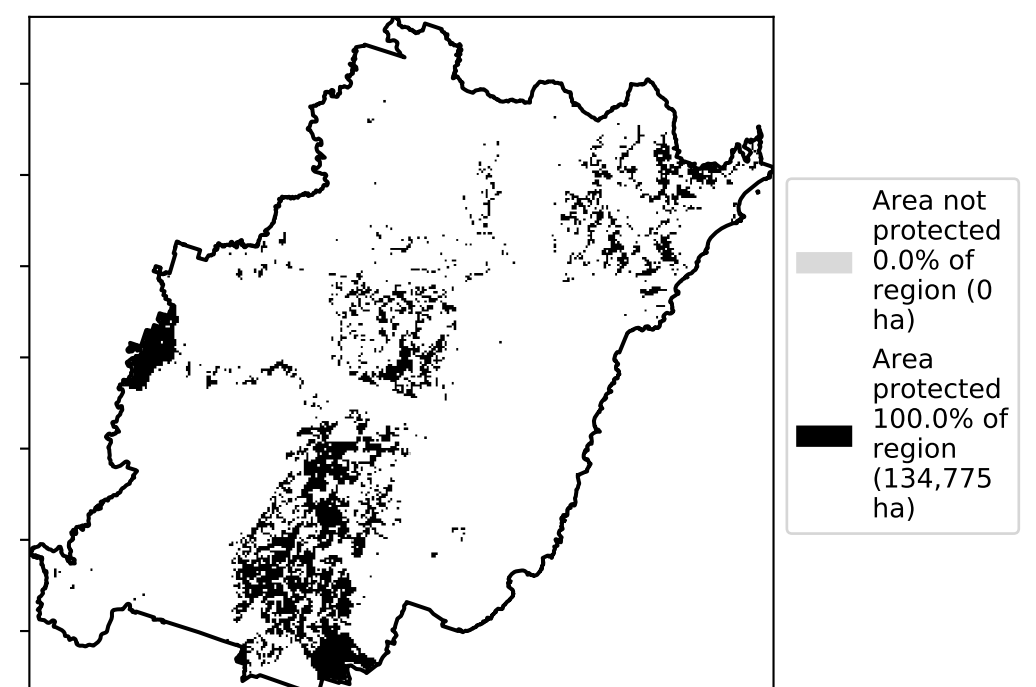 Area not
protected
0.0% of
region (0
ha)
Area
protected
100.0% of
region
(134,775
ha)